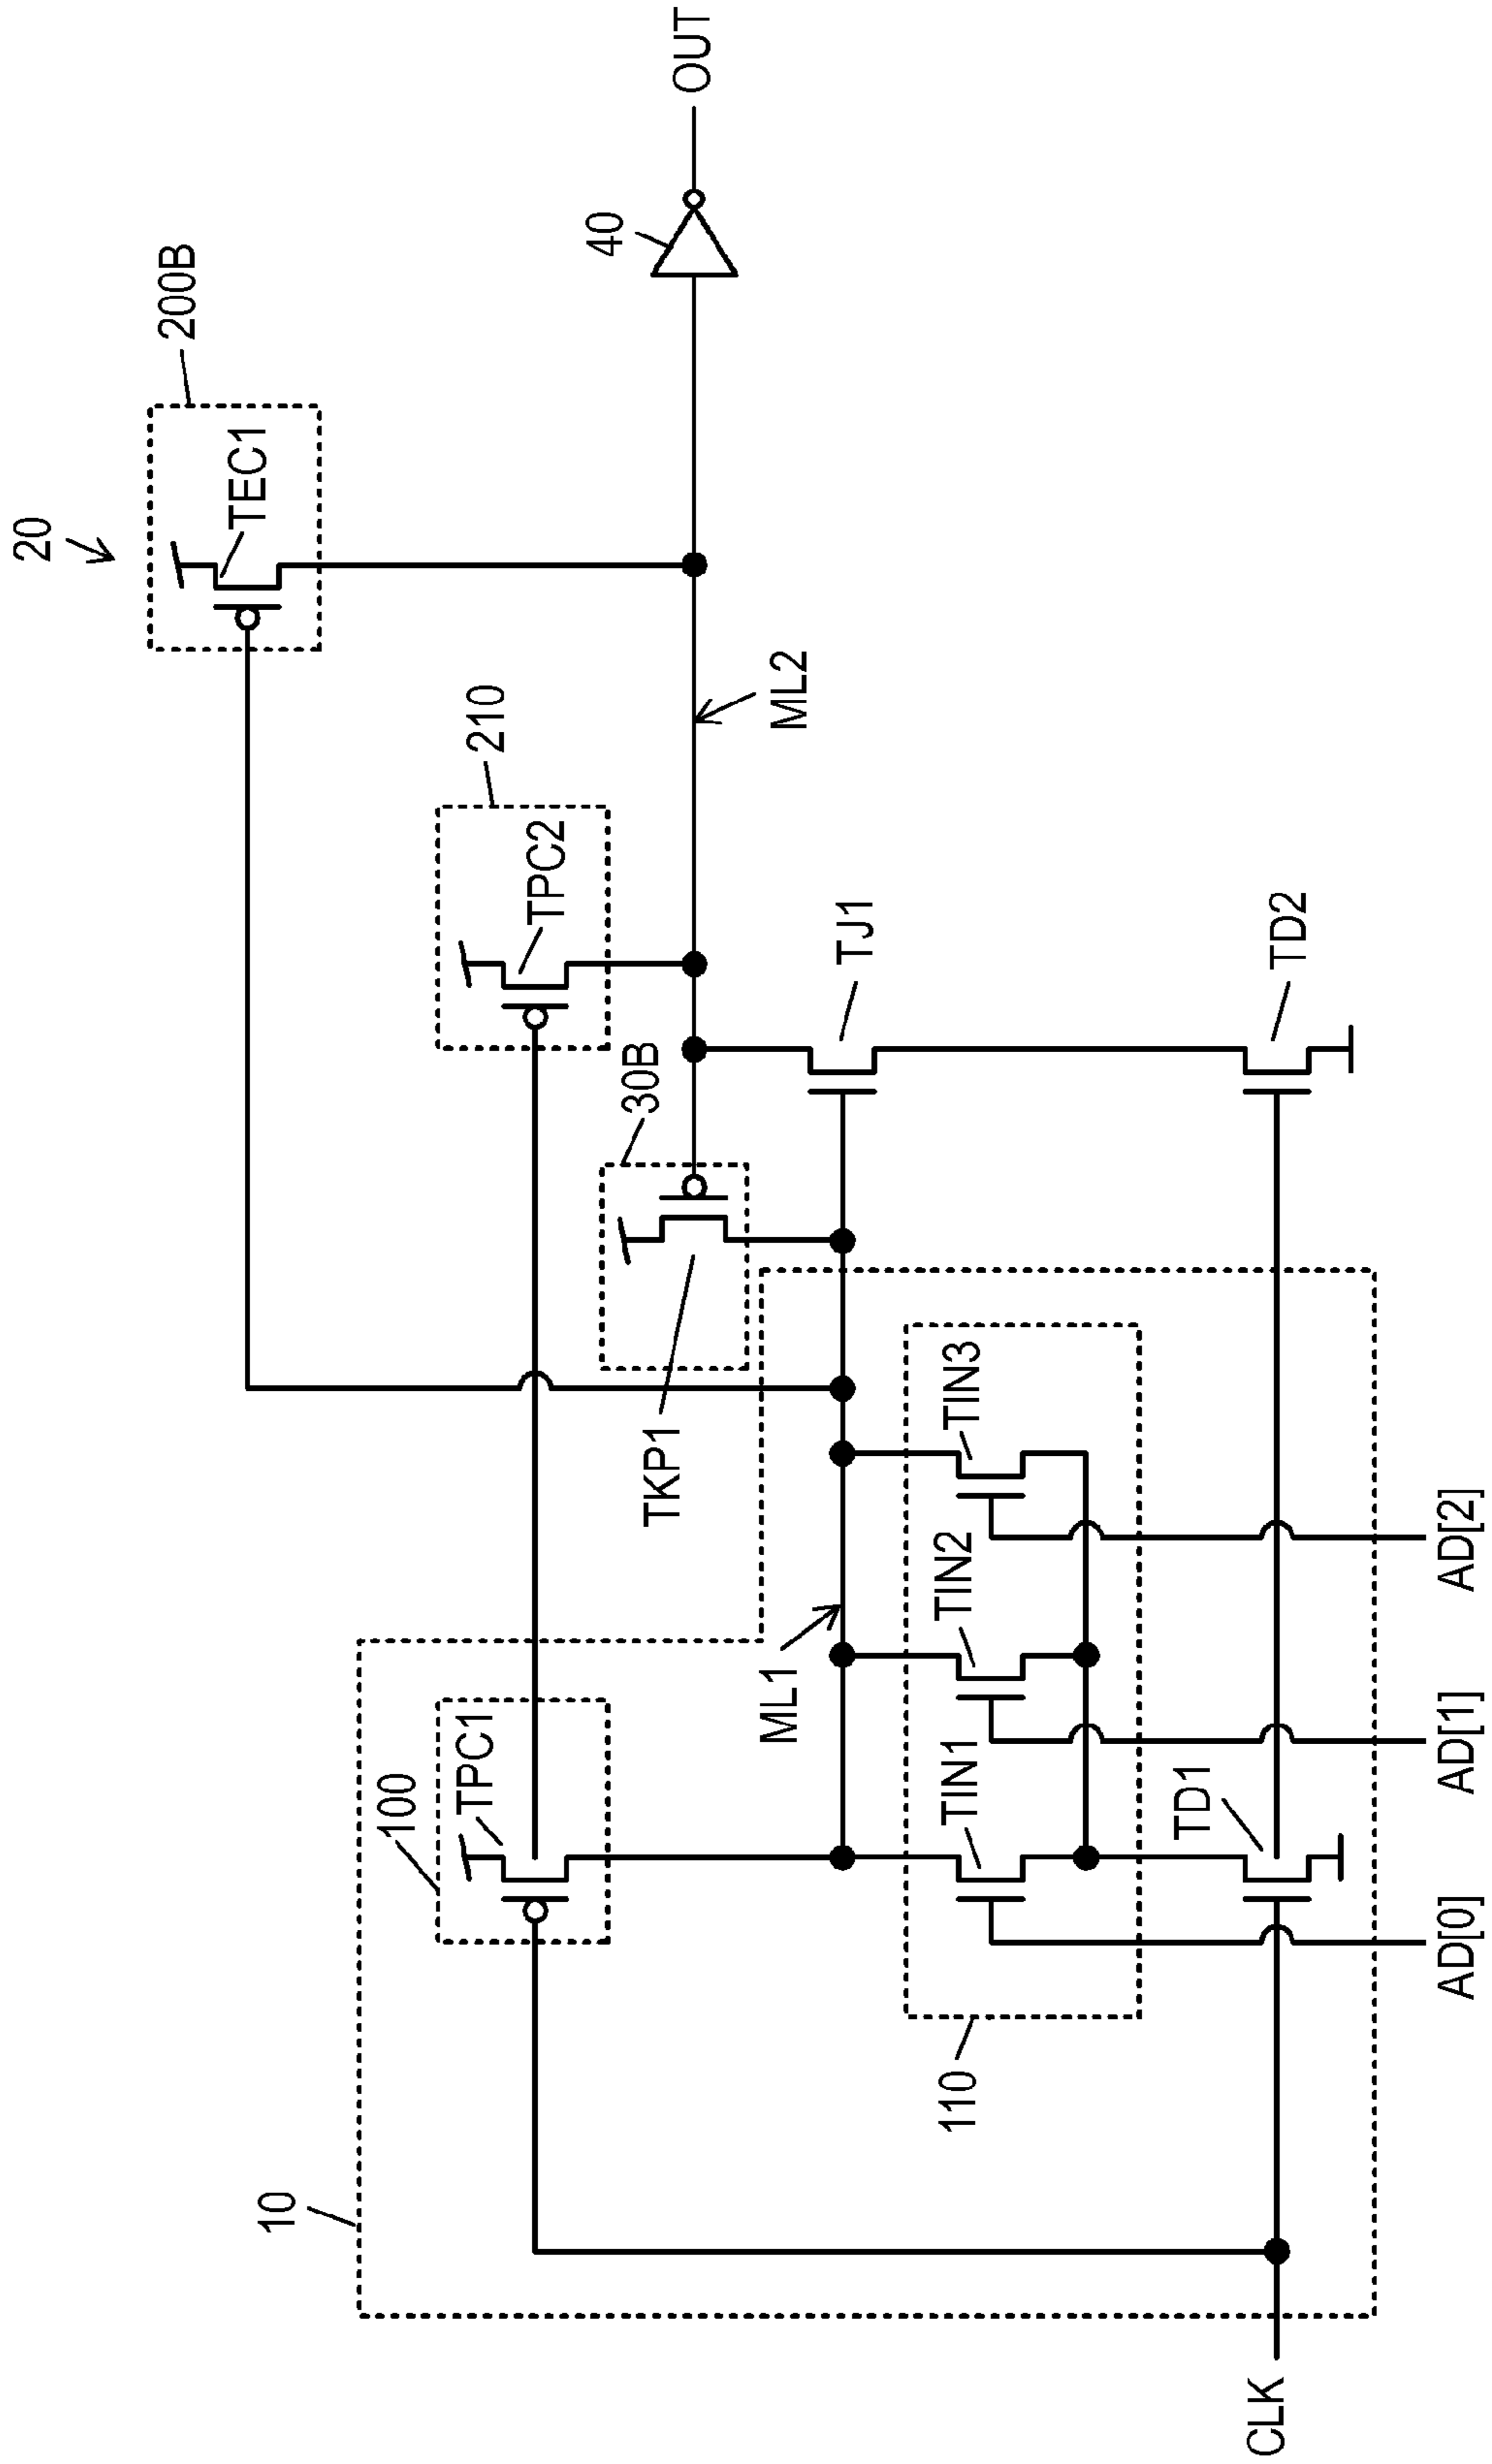 20
200B
TEC1
40
OUT
210
TPC2
ML2
30B
TKP1
TJ1
TD2
10
100
TPC1
ML1
110
TIN1
TIN2
TIN3
TD1
CLK
AD[0]
AD[1]
AD[2]